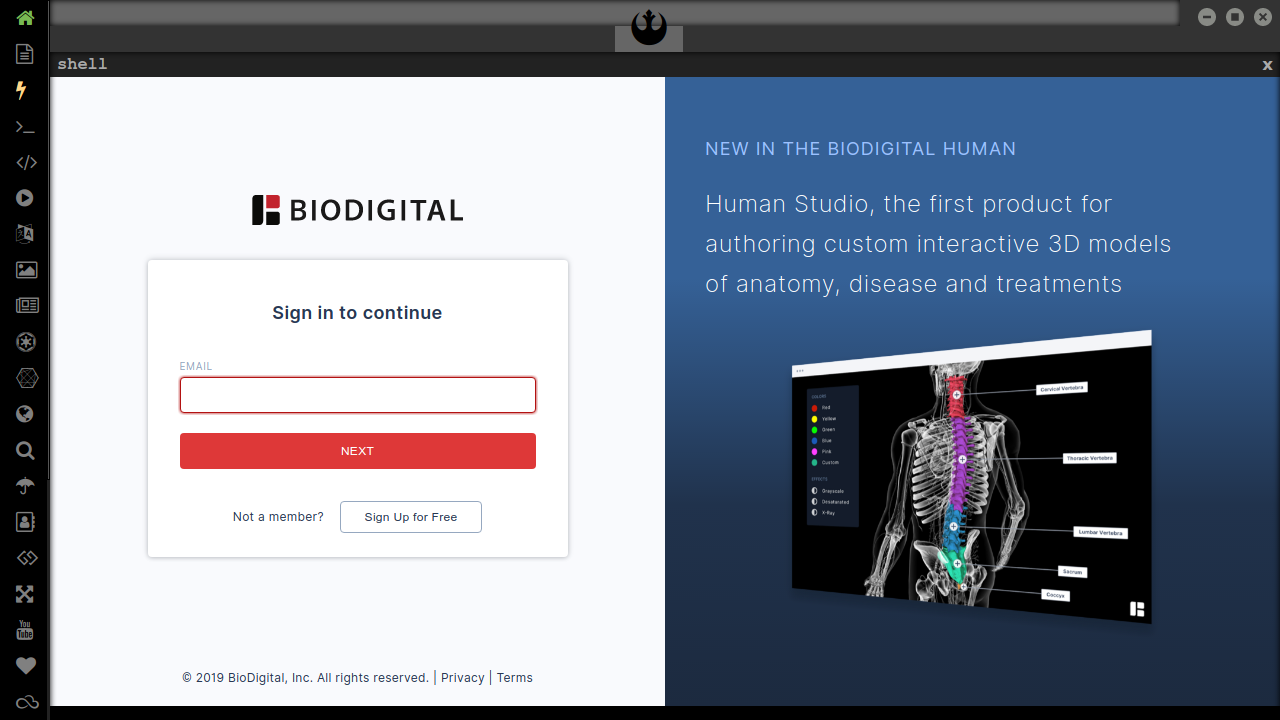 shell
x
BIODIGITAL
Sign in to continue
EMAIL
NEXT
Not a member?
Sign Up for Free
© 2019 BioDigital, Inc. All rights reserved. | Privacy | Terms
NEW IN THE BIODIGITAL HUMAN
Human Studio, the first product for
authoring custom interactive 3D models
of anatomy, disease and treatments
COLORS
Red
Yellow
Green
Blue
Pink
Custom
EFFECTS
Grayscale
Desaturated
X-Ray
Cervical Vertebra
Thoracic Vertebra
Lumbar Vertebra
Sacrum
Coccyx
You
Tube